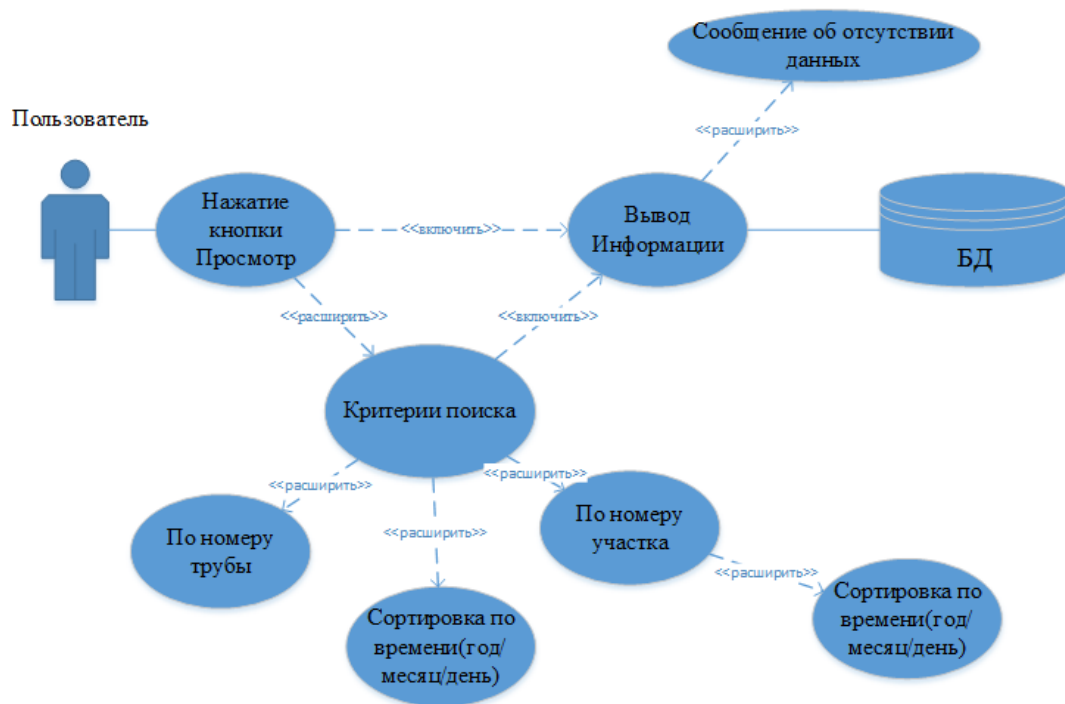 Сообщение об отсутствии
данных
Пользователь
<<расширить>>
Нажатие
кнопки
Просмотр
<<включить>>
Вывод
Информации
БД
<<расширить>>
<<включить>>
Критерии поиска
<<расширить>>
<<расширить>>
<<расширить>>
По номеру
трубы
По номеру
участка
<<расширить>>
Сортировка по
времени(год/
месяц/день)
Сортировка по
времени(год/
месяц/день)